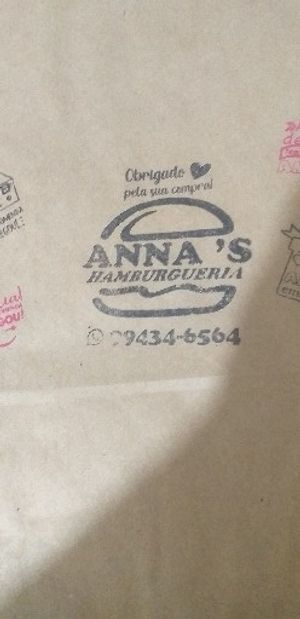 Obrigado
pela sua compra!
ANNA 'S
HAMBURGUERIA
99434-6564